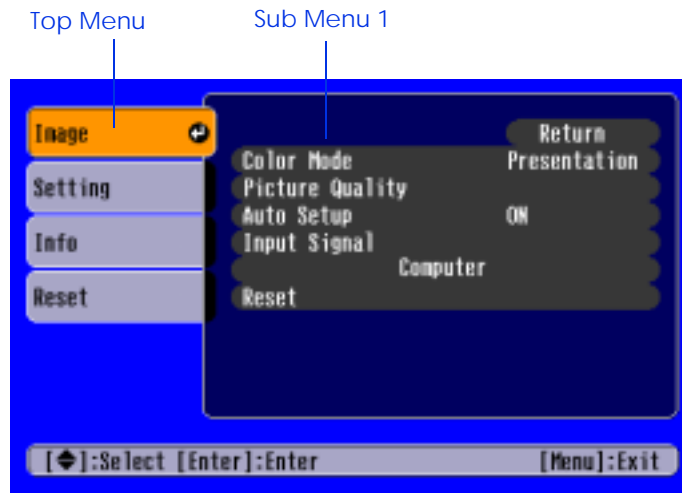 Top Menu
Sub Menu 1
Image
Return
Color Mode Presentation
Setting
Picture Quality
Auto Setup ON
Info
Input Signal
Computer
Reset
Reset
[◆]:Select [Enter]:Enter [Menu]:Exit